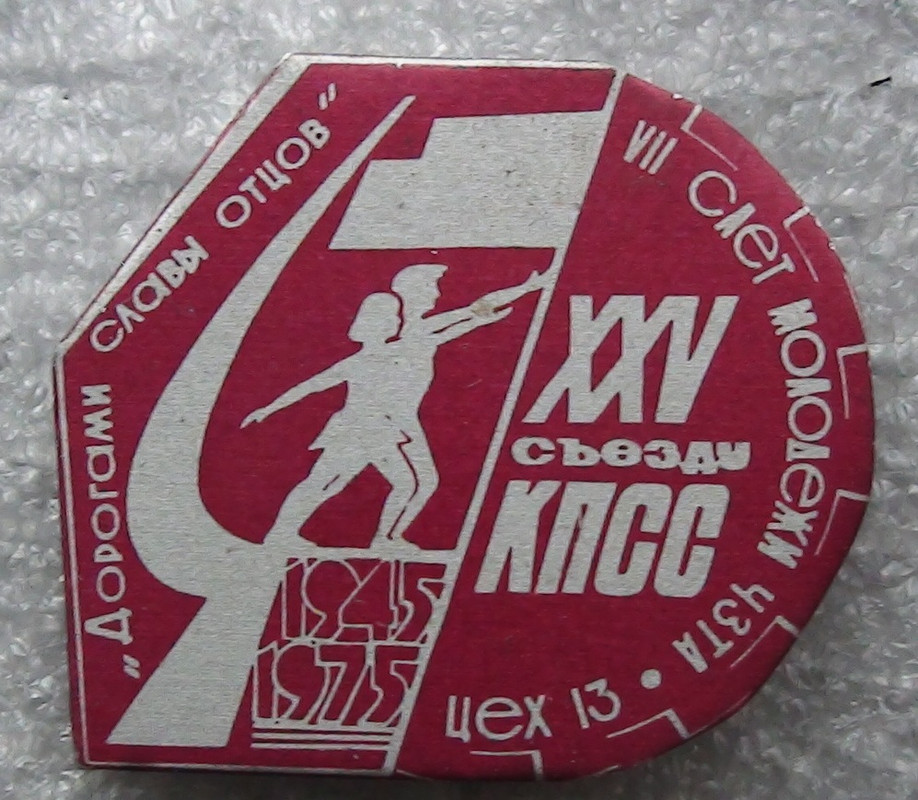 "Дорогами славы отцов"
VII слет молодежи ЧЗТА • цех 13
XXV
съезду
КПСС
1945
1975